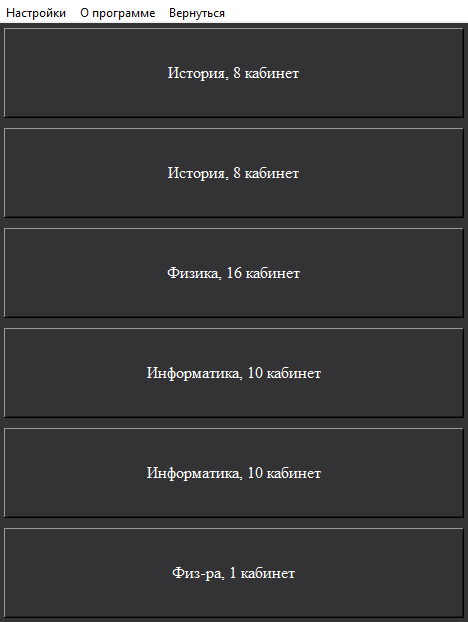 Настройки О программе Вернуться
История, 8 кабинет
История, 8 кабинет
Физика, 16 кабинет
Информатика, 10 кабинет
Информатика, 10 кабинет
Физ-ра, 1 кабинет